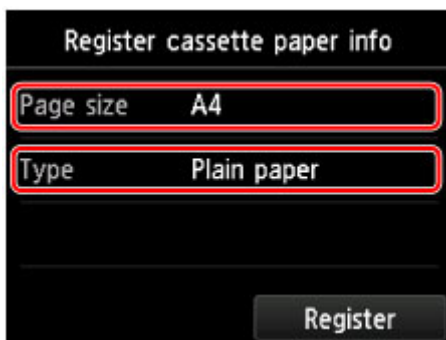 Register cassette paper info
Page size A4
Type Plain paper
Register